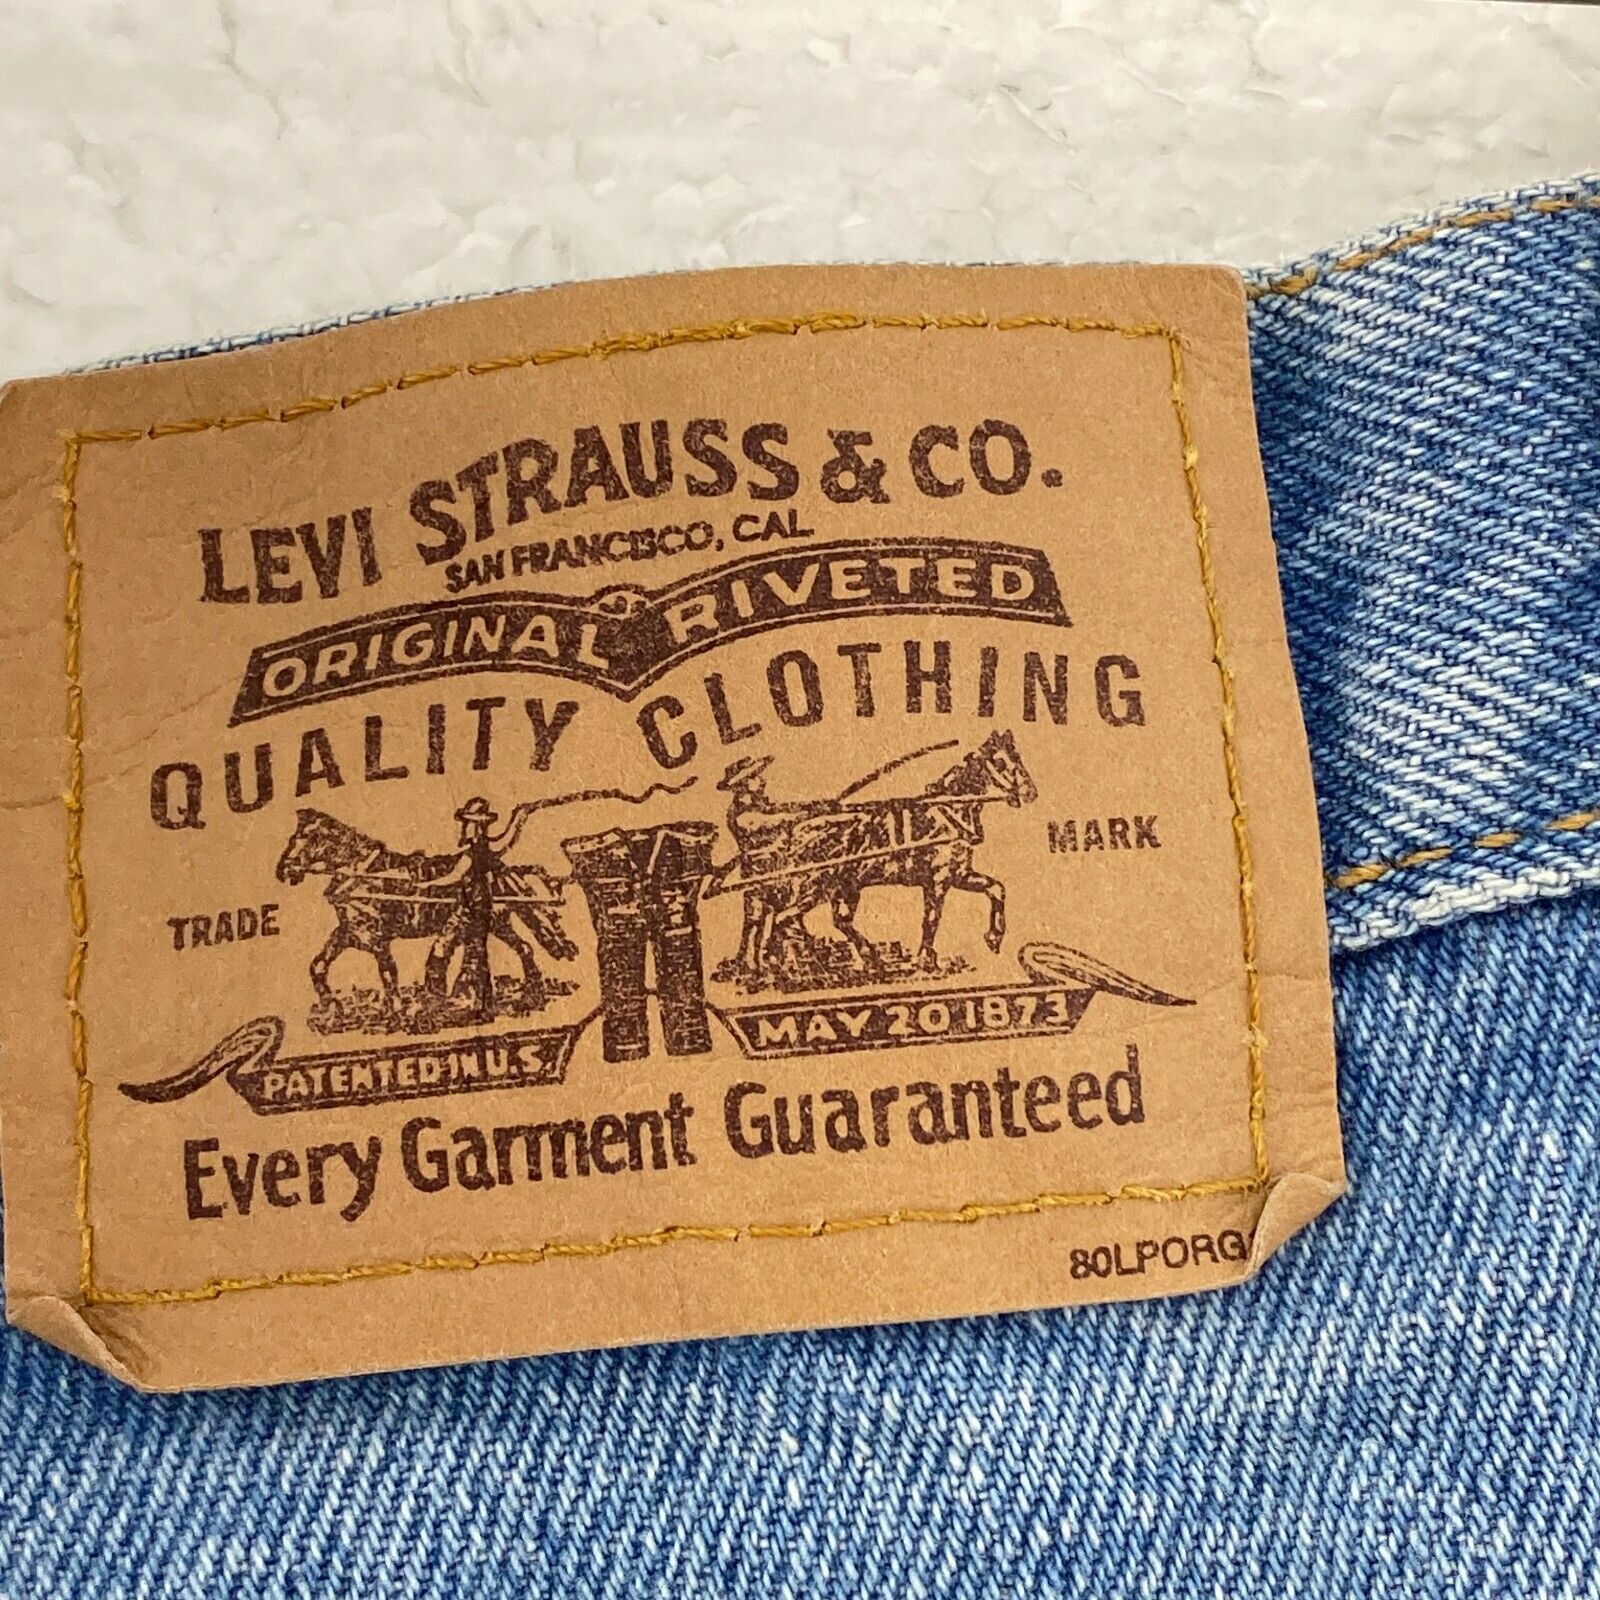 LEVI STRAUSS & CO.
SAN FRANCISCO, CAL
ORIGINAL RIVETED
QUALITY CLOTHING
TRADE MARK
PATENTED IN U.S. MAY 20 1873
Every Garment Guaranteed